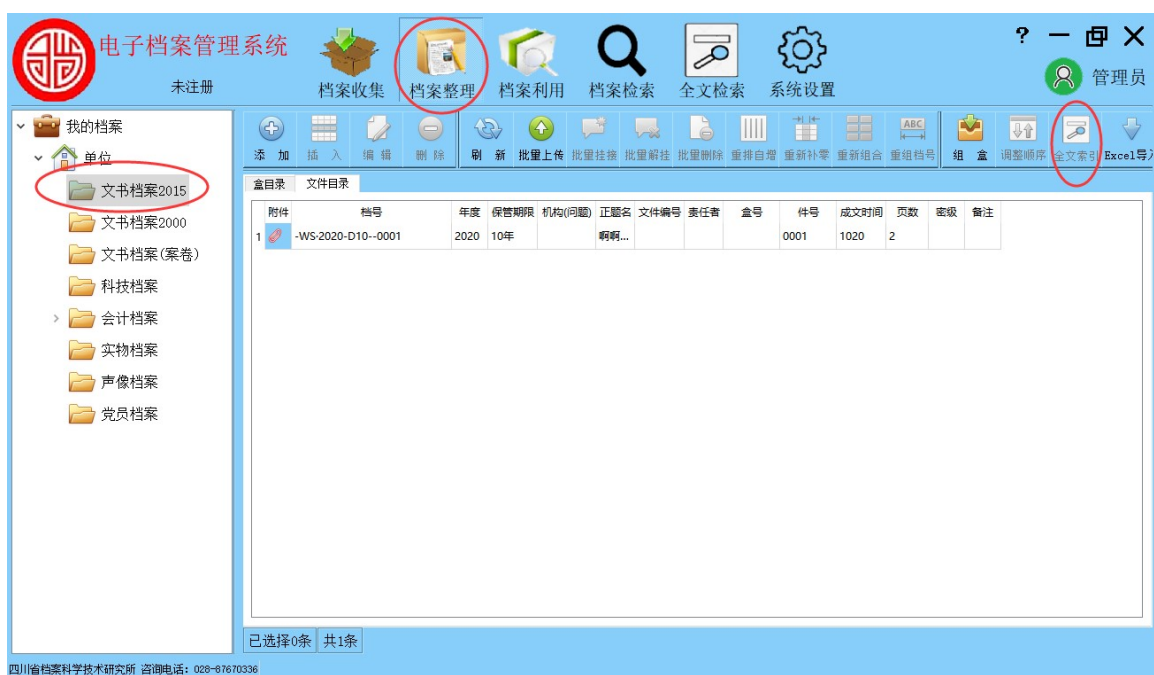 电子档案管理系统
未注册
档案收集 档案整理 档案利用 档案检索 全文检索 系统设置
? 管理员
我的档案
单位
文书档案2015
文书档案2000
文书档案(案卷)
科技档案
会计档案
实物档案
声像档案
党员档案
ABC
添 加 插 入 编 辑 删 除 刷 新 批量上传 批量挂接 批量解挂 批量删除 重排自增 重新补零 重新组合 重组档号 组 盒 调整顺序 全文索引 Excel导入
盒目录 文件目录
附件 档号 年度 保管期限 机构(问题) 正题名 文件编号 责任者 盒号 件号 成文时间 页数 密级 备注
1 -WS-2020-D10--0001 2020 10年 啊啊... 0001 1020 2
已选择0条 共1条
四川省档案科学技术研究所 咨询电话: 028-87670336